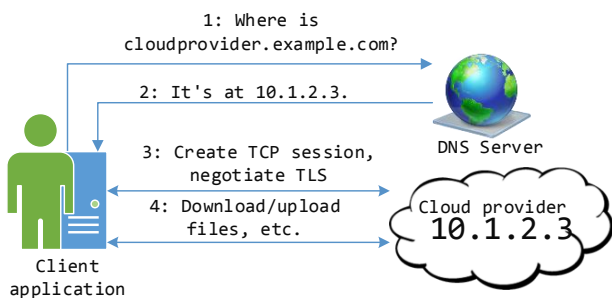 1: Where is
cloudprovider.example.com?
2: It's at 10.1.2.3.
DNS Server
3: Create TCP session,
negotiate TLS
4: Download/upload
files, etc.
Cloud provider
10.1.2.3
Client
application